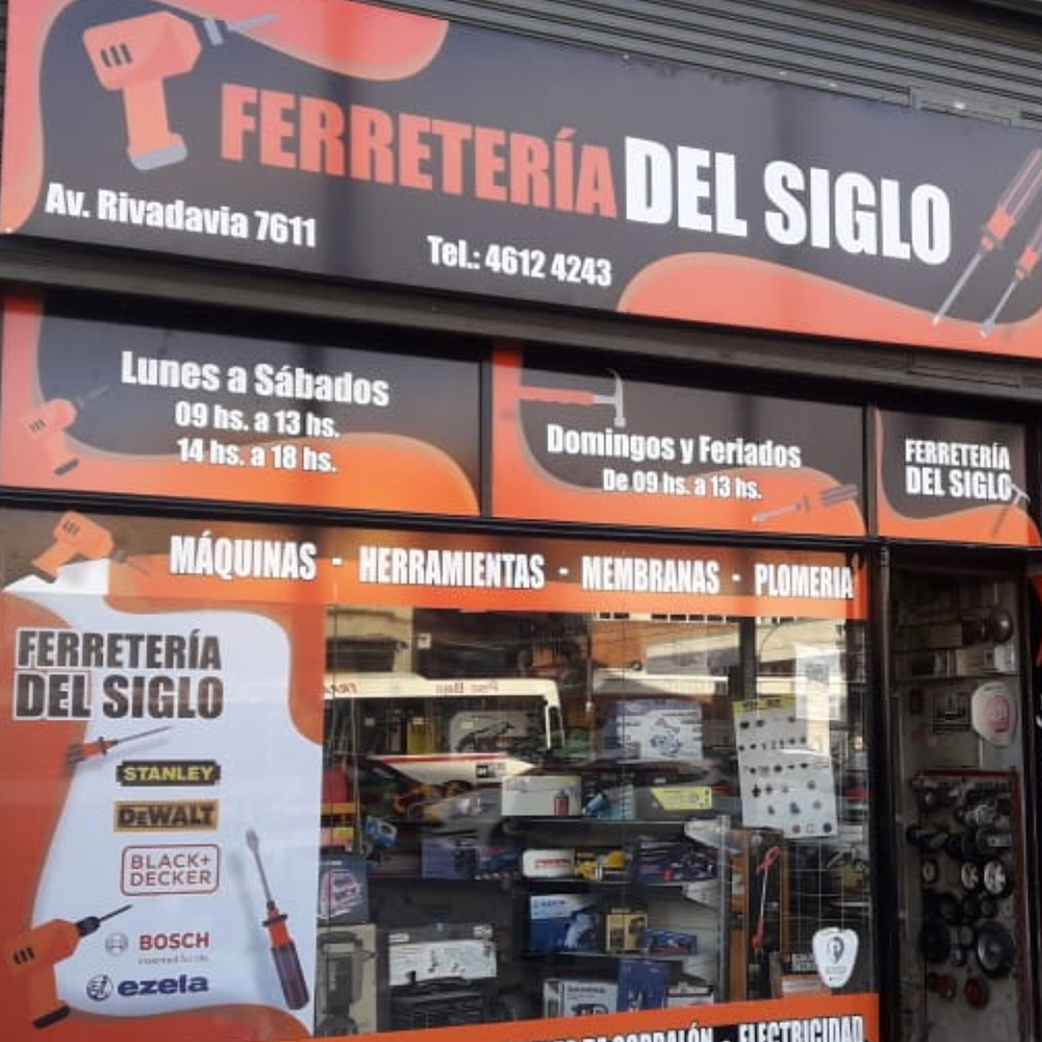 FERRETERÍA DEL SIGLO
Av. Rivadavia 7611
Tel.: 4612 4243
Lunes a Sábados
09 hs. a 13 hs.
14 hs. a 18 hs.
Domingos y Feriados
De 09 hs. a 13 hs.
FERRETERÍA
DEL SIGLO
MÁQUINAS - HERRAMIENTAS - MEMBRANAS - PLOMERIA
FERRETERÍA
DEL SIGLO
STANLEY
DEWALT
BLACK+
DECKER
BOSCH
ezeta
DE CORRALÓN - ELECTRICIDAD